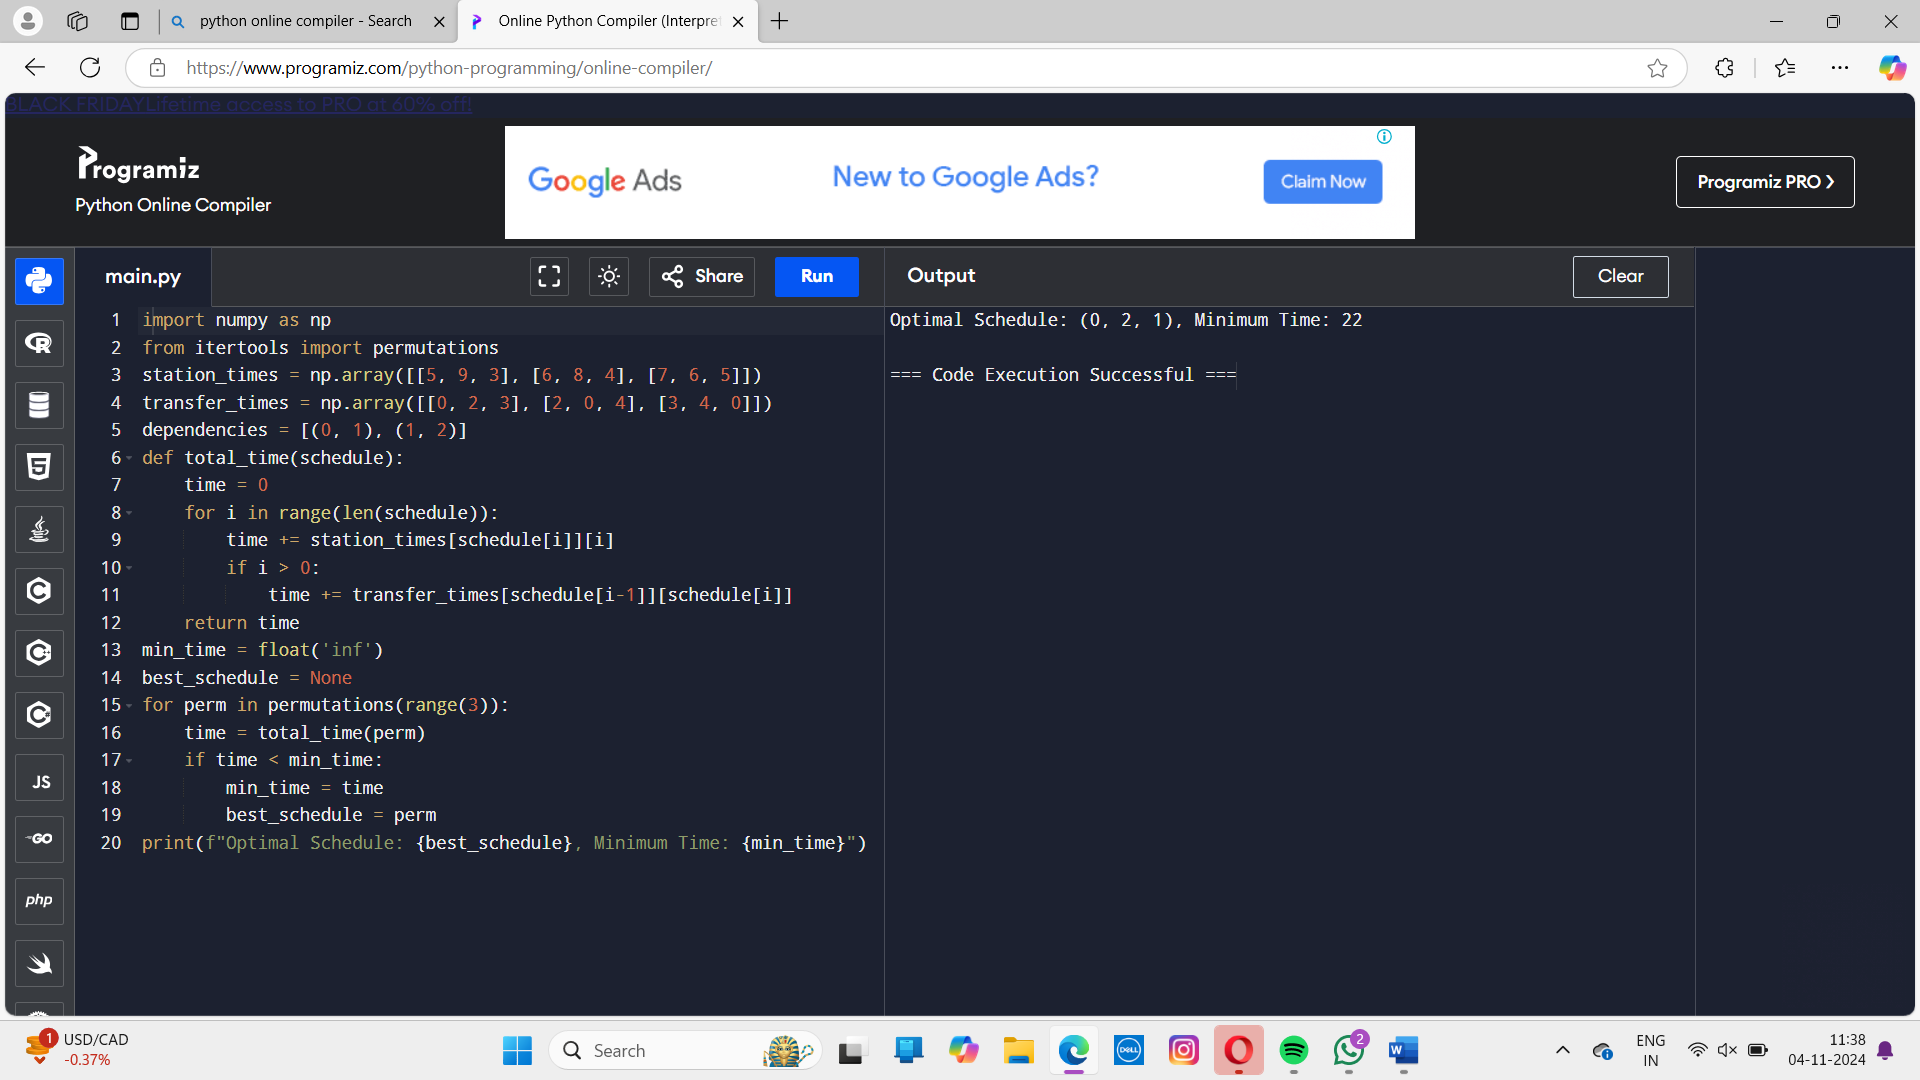 python online compiler - Search
Online Python Compiler (Interpret
https://www.programiz.com/python-programming/online-compiler/
BLACK FRIDAY Lifetime access to PRO at 60% off!
Programiz
Python Online Compiler
Google Ads
New to Google Ads?
Claim Now
Programiz PRO ❯
main.py
Share
Run
Output
Clear
1 import numpy as np
2 from itertools import permutations
3 station_times = np.array([[5, 9, 3], [6, 8, 4], [7, 6, 5]])
4 transfer_times = np.array([[0, 2, 3], [2, 0, 4], [3, 4, 0]])
5 dependencies = [(0, 1), (1, 2)]
6 def total_time(schedule):
7     time = 0
8     for i in range(len(schedule)):
9         time += station_times[schedule[i]][i]
10         if i > 0:
11             time += transfer_times[schedule[i-1]][schedule[i]]
12     return time
13 min_time = float('inf')
14 best_schedule = None
15 for perm in permutations(range(3)):
16     time = total_time(perm)
17     if time < min_time:
18         min_time = time
19         best_schedule = perm
20 print(f"Optimal Schedule: {best_schedule}, Minimum Time: {min_time}")
Optimal Schedule: (0, 2, 1), Minimum Time: 22
=== Code Execution Successful ===
R
5
C
C
C
JS
GO
php
1
USD/CAD
-0.37%
Search
DELL
2
W
ENG
IN
11:38
04-11-2024